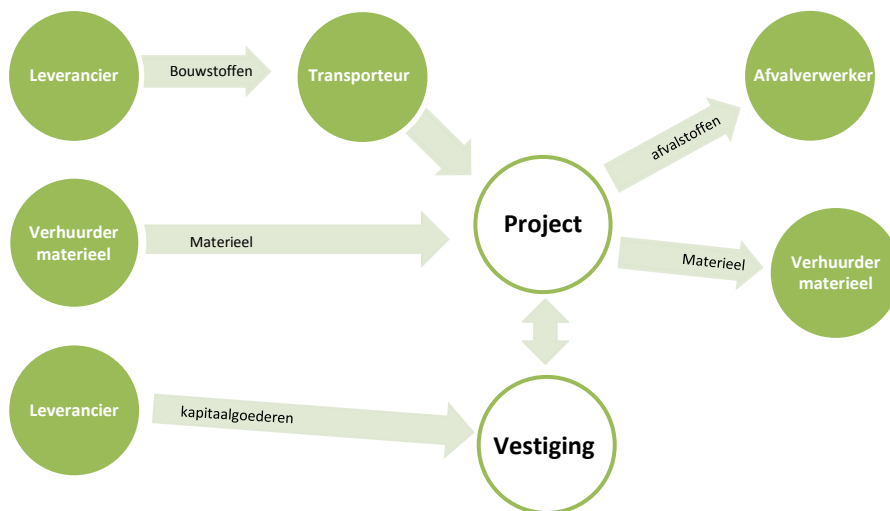 Leverancier
Bouwstoffen
Transporteur
Afvalverwerker
afvalstoffen
Verhuurder
materieel
Materieel
Project
Materieel
Verhuurder
materieel
Leverancier
kapitaalgoederen
Vestiging